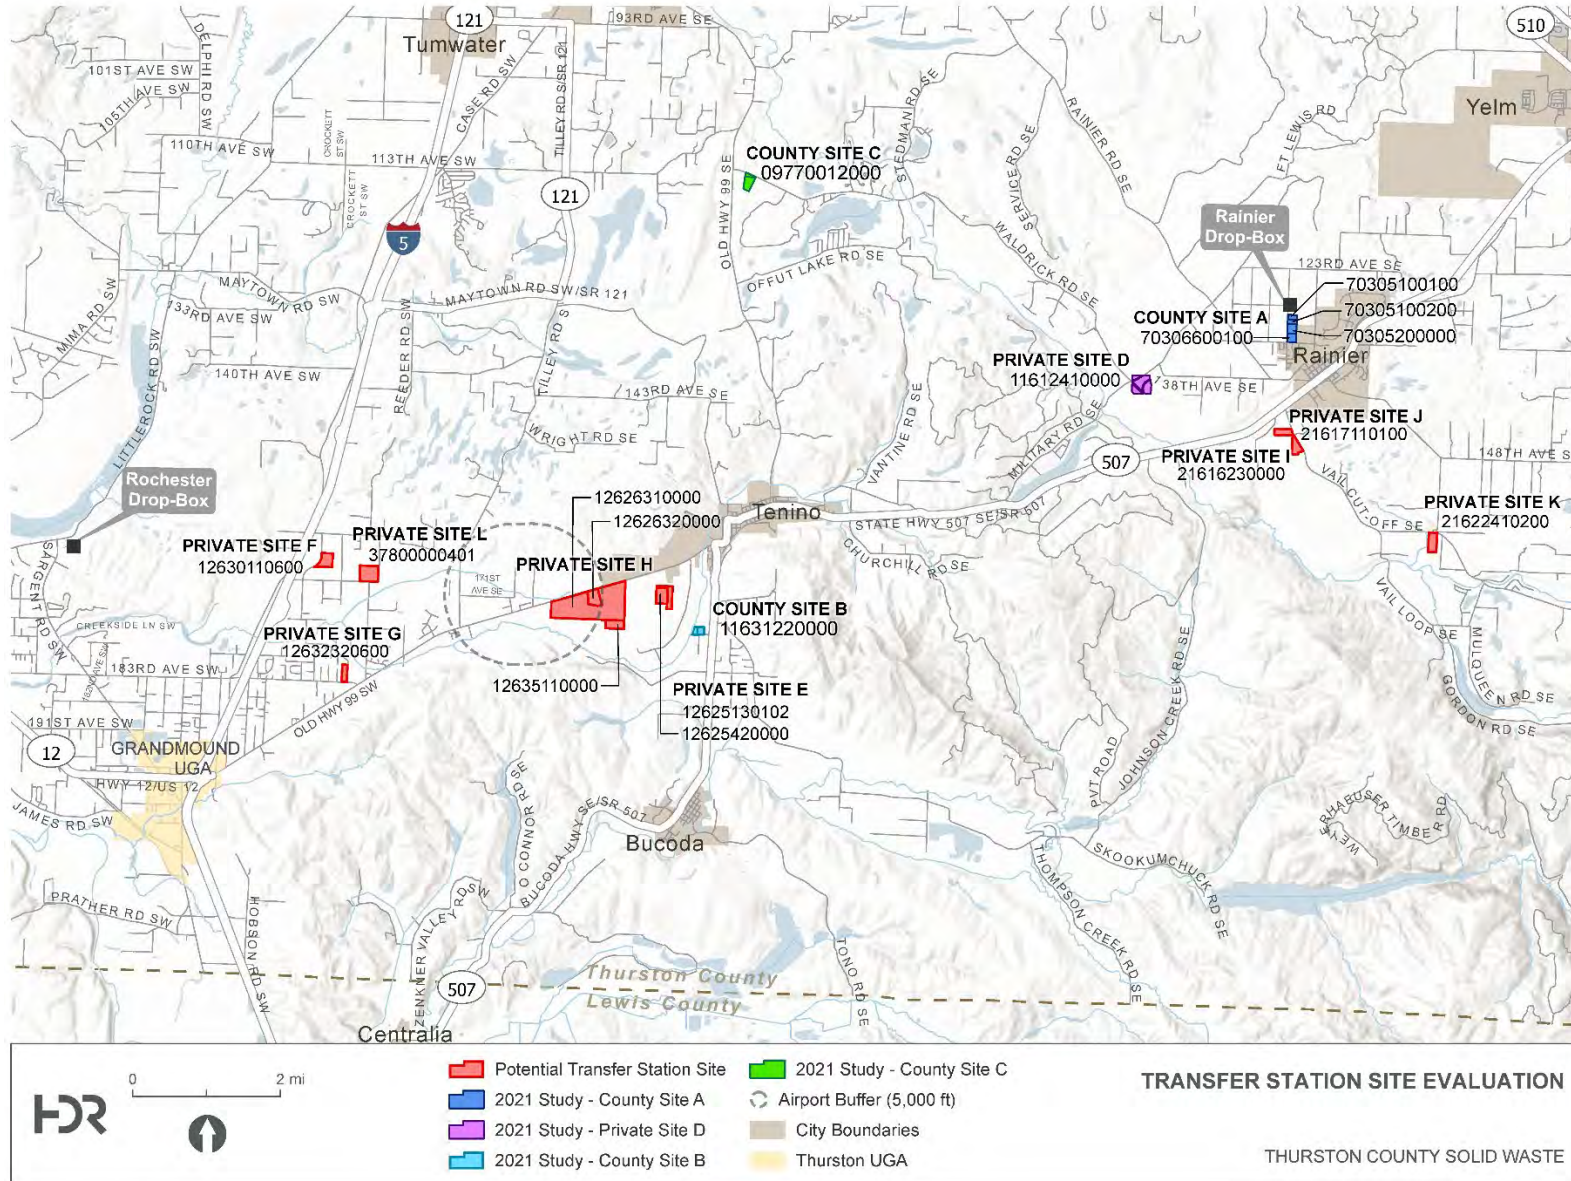 121
Tumwater
93RD AVE SE
510
DELPHI RD SW
101ST AVE SW
105TH AVE SW
110TH AVE SW
CROCKETT
ST SW
CROCKETT
ST SW
113TH AVE SW
CASE RD SW
TILLEY RD S/SR 121
121
5
OLD HWY 99 SE
COUNTY SITE C
09770012000
STEDMAN RD SE
SERVICE RD SE
RAINIER RD SE
FT LEWIS RD
Yelm
Rainier
Drop-Box
WALDRICK RD SE
OFFUT LAKE RD SE
123RD AVE SE
70305100100
70305100200
70305200000
COUNTY SITE A
70306600100
Rainier
MIMA RD SW
MAYTOWN RD SW
133RD AVE SW
MAYTOWN RD SW/SR 121
LITTLEROCK RD SW
140TH AVE SW
REEDER RD SW
TILLEY RD S
143RD AVE SE
WRIGHT RD SE
VANTINE RD SE
MILITARY RD SE
PRIVATE SITE D
11612410000
38TH AVE SE
507
PRIVATE SITE J
21617110100
PRIVATE SITE I
21616230000
148TH AVE S
VAIL CUT-OFF SE
PRIVATE SITE K
21622410200
Rochester
Drop-Box
SARGENT RD SW
PRIVATE SITE F
12630110600
PRIVATE SITE L
37800000401
12626310000
12626320000
PRIVATE SITE H
171ST
AVE SE
Tenino
STATE HWY 507 SE/SR 507
CHURCHILL RD SE
COUNTY SITE B
11631220000
CREEKSIDE LN SW
PRIVATE SITE G
12632320600
183RD AVE SW
182ND AVE SW
OLD HWY 99 SW
12635110000
PRIVATE SITE E
12625130102
12625420000
VAIL LOOP SE
MULQUEEN RD SE
GORDON RD SE
JOHNSON CREEK RD SE
PVT ROAD
191ST AVE SW
12
GRANDMOUND
UGA
HWY 12/US 12
JAMES RD SW
O CONNOR RD SE
BUCODA HWY SE/SR 507
Bucoda
WEYERHAEUSER TIMBER RD
SKOOKUMCHUCK RD SE
THOMPSON CREEK RD SE
PRATHER RD SW
HOBSON RD SW
ZENKNER VALLEY RD SW
507
Centralia
TONO RD SE
Thurston County
Lewis County
0 2 mi
HDR
Potential Transfer Station Site
2021 Study - County Site A
2021 Study - Private Site D
2021 Study - County Site B
2021 Study - County Site C
Airport Buffer (5,000 ft)
City Boundaries
Thurston UGA
TRANSFER STATION SITE EVALUATION
THURSTON COUNTY SOLID WASTE